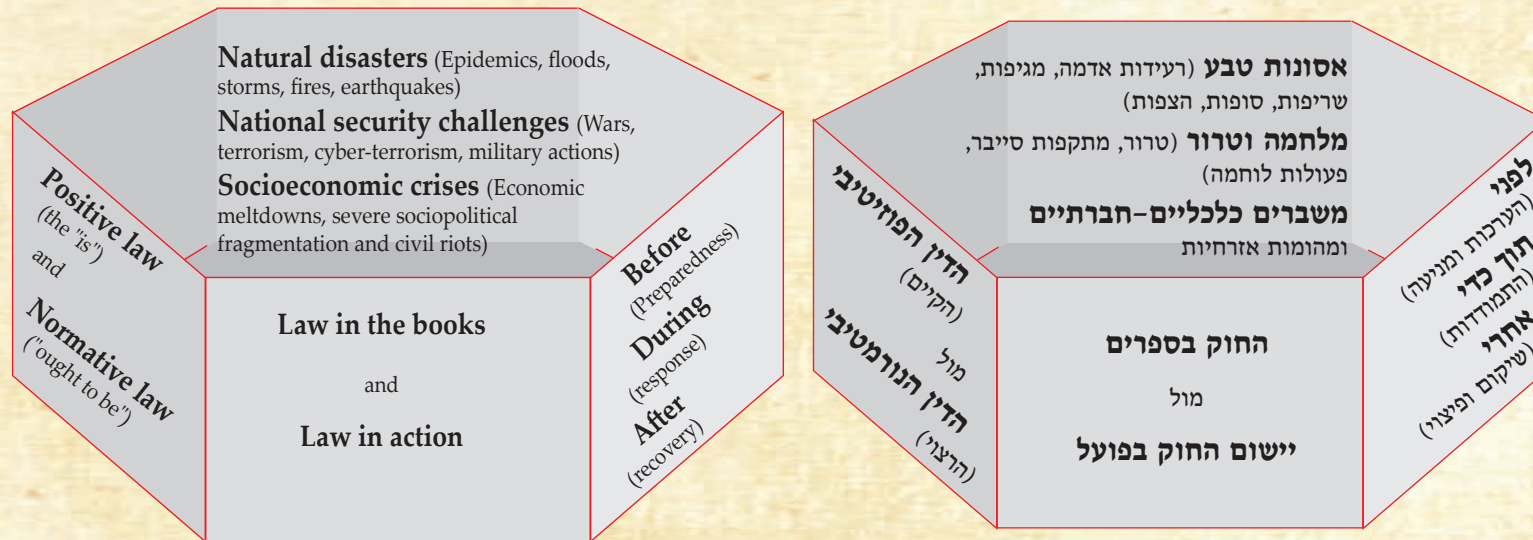 Natural disasters (Epidemics, floods,
storms, fires, earthquakes)
National security challenges (Wars,
terrorism, cyber-terrorism, military actions)
Socioeconomic crises (Economic
meltdowns, severe sociopolitical
fragmentation and civil riots)
Positive law
(the "is")
and
Normative law
("ought to be")
Law in the books
and
Law in action
Before
(Preparedness)
During
(response)
After
(recovery)
אסונות טבע (רעידות אדמה, מגיפות,
שריפות, סופות, הצפות)
מלחמה וטרור (טרור, מתקפות סייבר,
פעולות לוחמה)
משברים כלכליים-חברתיים
ומהומות אזרחיות
הדין הפוזיטיבי
(הקיים)
מול
הדין הנורמטיבי
(הרצוי)
החוק בספרים
מול
יישום החוק בפועל
לפני
(הערכות ומניעה)
תוך כדי
(התמודדות)
אחרי
(שיקום ופיצוי)